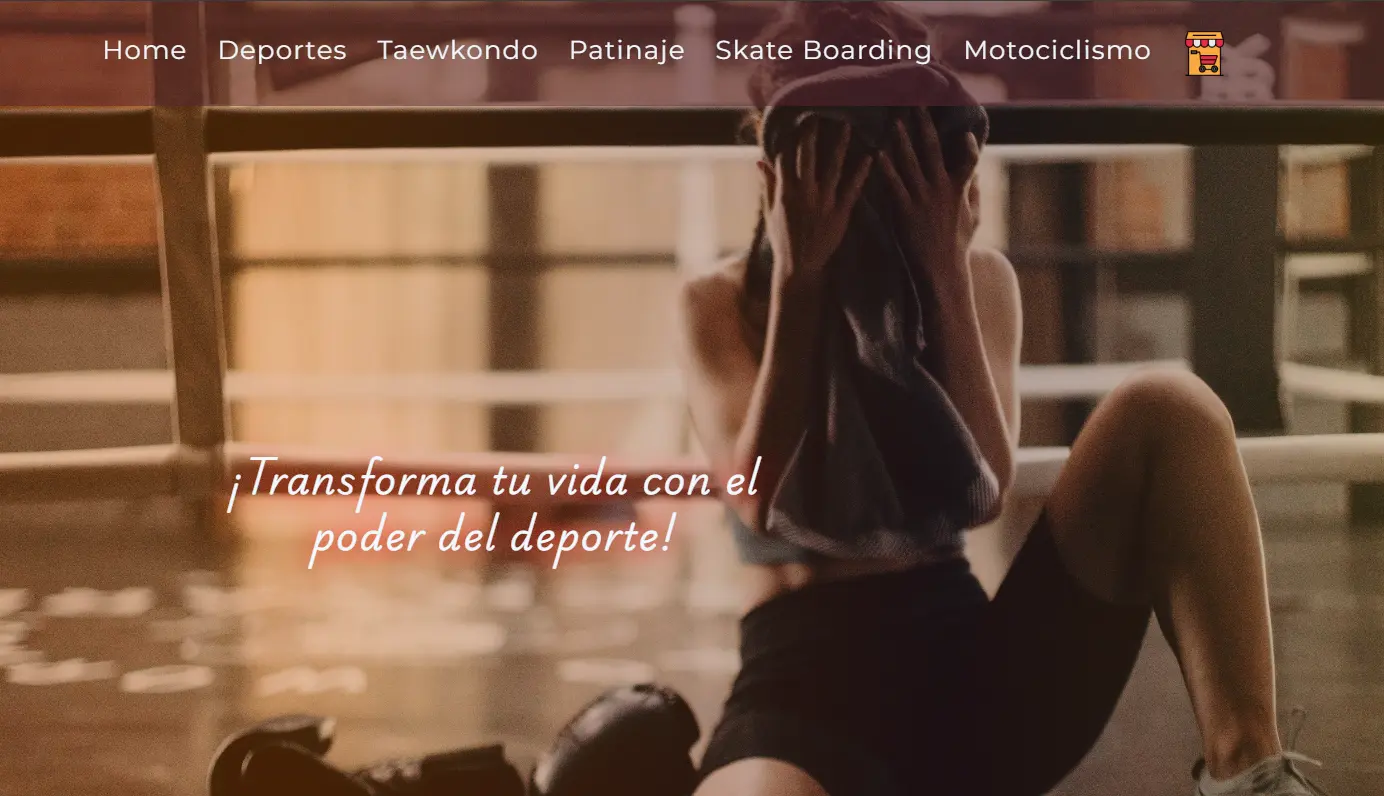 Home Deportes Taewkondo Patinaje Skate Boarding Motociclismo
¡Transforma tu vida con el
poder del deporte!